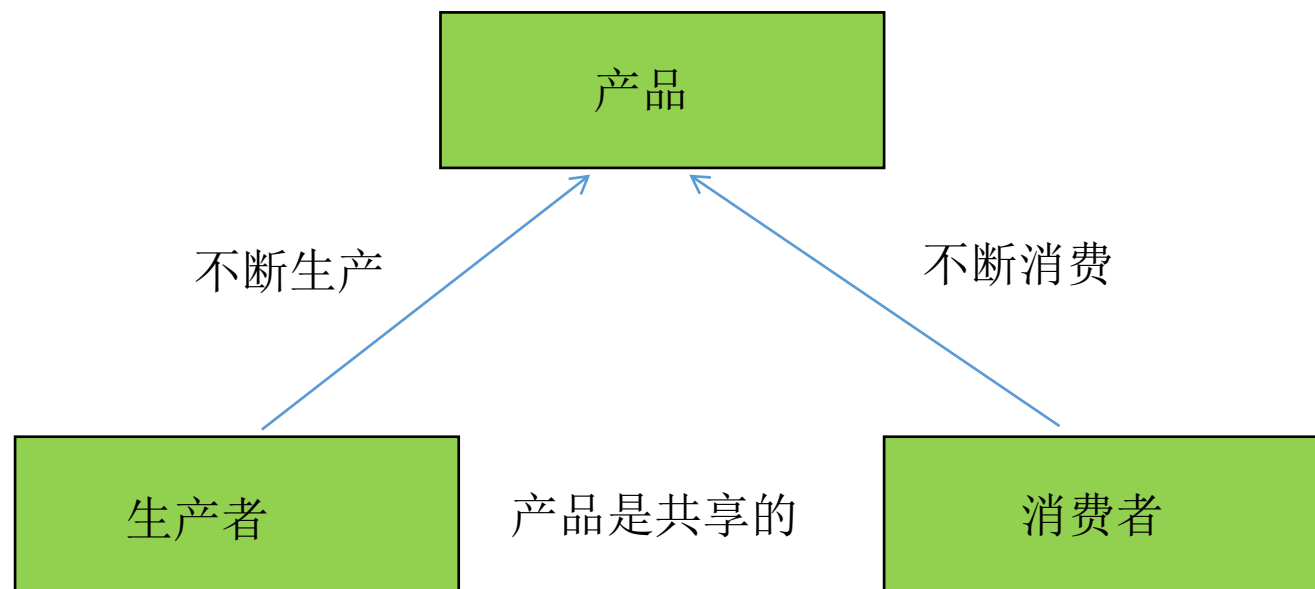 产品
不断生产
不断消费
生产者
产品是共享的
消费者